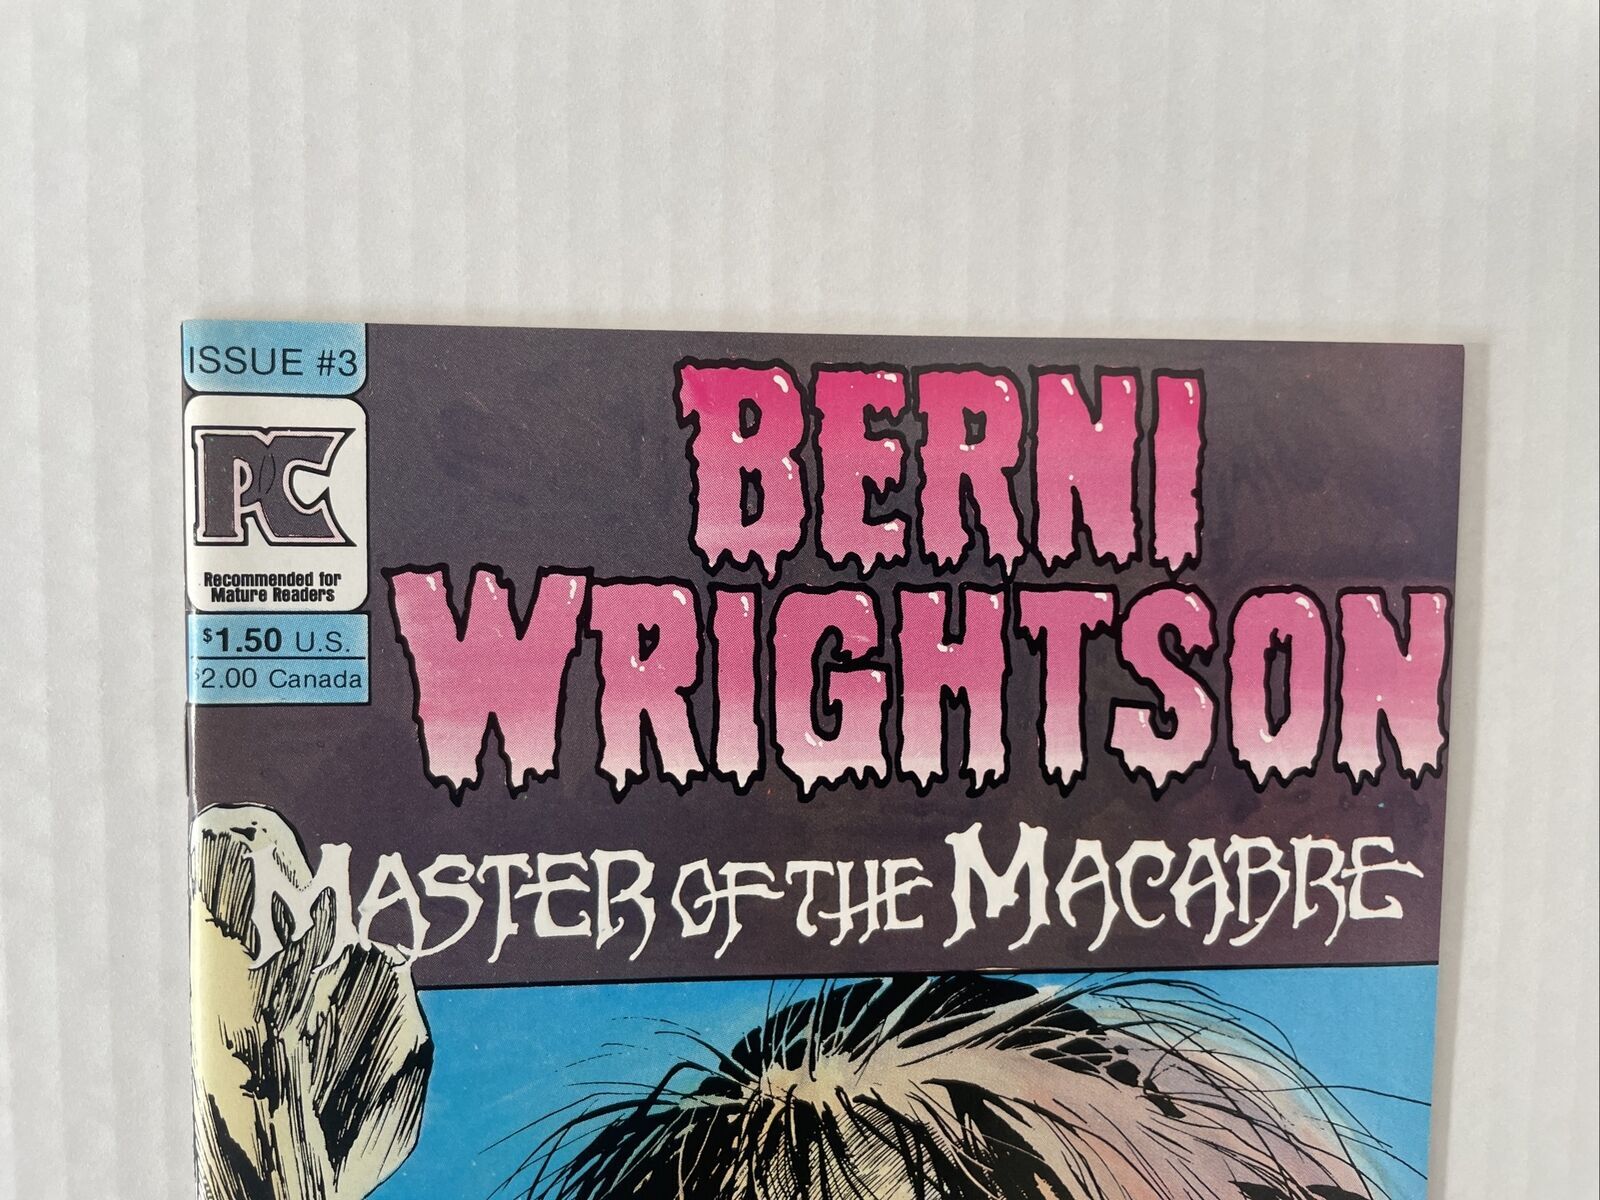 ISSUE #3
PC
Recommended for
Mature Readers
$1.50 U.S.
$2.00 Canada
BERNI
WRIGHTSON
MASTER OF THE MACABRE